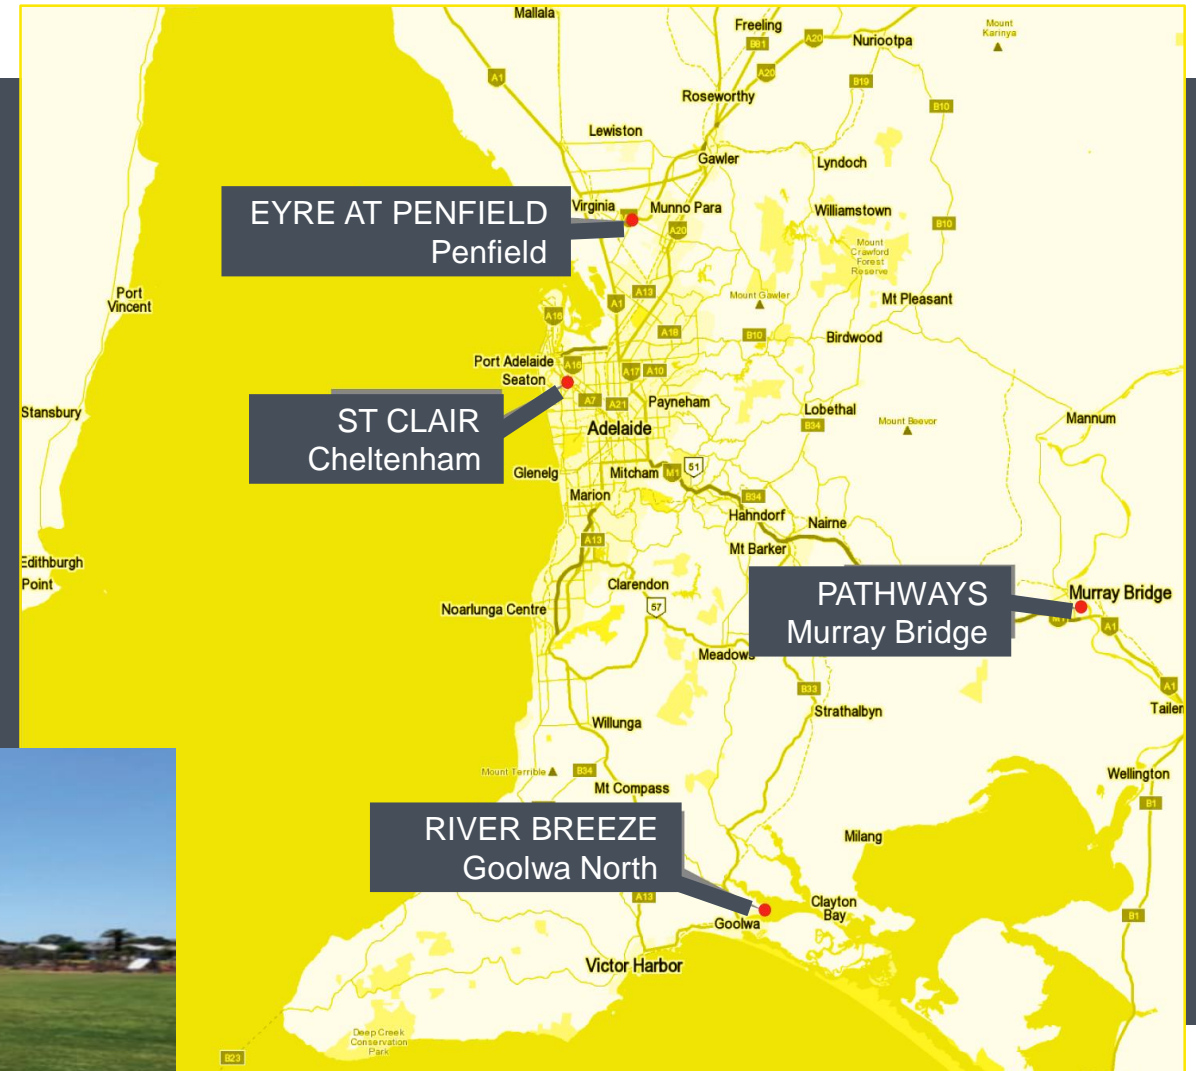 Mallala
Freeling
Mount
Karinya
B81
A20
Nuriootpa
A1
A20
B19
Roseworthy
B10
Lewiston
Gawler
Lyndoch
EYRE AT PENFIELD
Penfield
Virginia
Munno Para
Williamstown
A20
B10
Mount
Crawford
Forest
Reserve
Port
Vincent
A13
Mount Gawler
Mt Pleasant
A1
A16
A18
B10
Birdwood
Port Adelaide
A16
Seaton
A17
A10
Stansbury
ST CLAIR
Cheltenham
A7
A21
Payneham
Lobethal
B34
Mount Beevor
Mannum
Adelaide
Glenelg
Mitcham
M1
51
Marion
B34
Hahndorf
Nairne
A13
Mt Barker
Edithburgh
Point
Clarendon
57
Noarlunga Centre
PATHWAYS
Murray Bridge
Murray Bridge
A1
Meadows
B33
A1
Strathalbyn
Tailem
Willunga
Mount Terrible
B34
Mt Compass
Wellington
B1
RIVER BREEZE
Goolwa North
Milang
A13
Clayton
Bay
Goolwa
B1
Victor Harbor
Deep Creek
Conservation
Park
B23